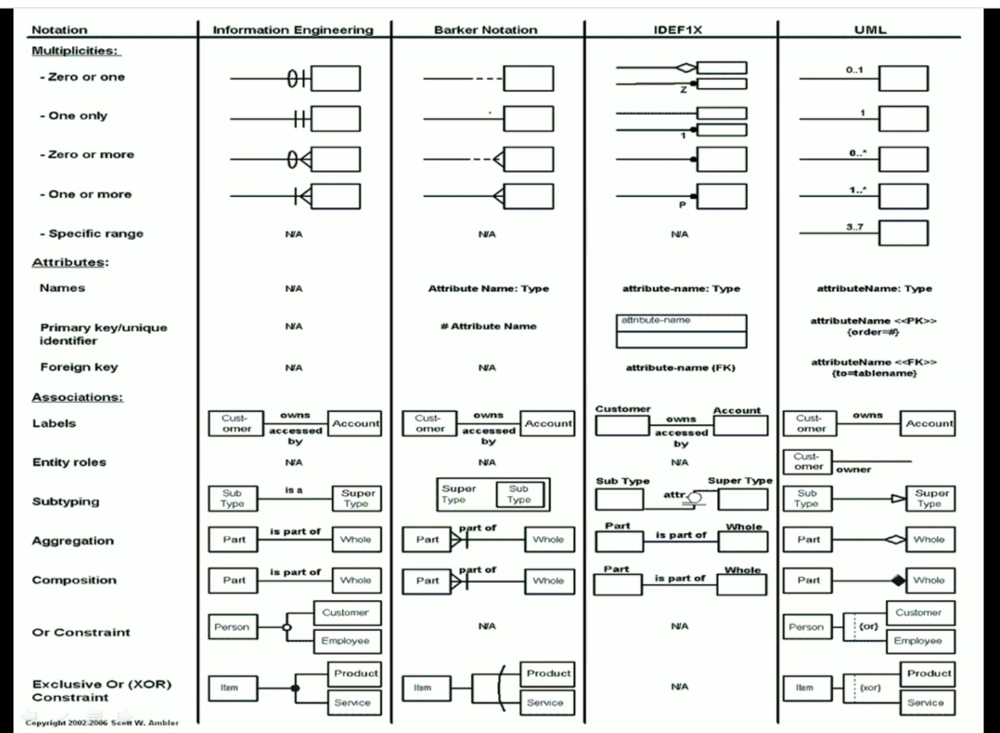 Notation Information Engineering Barker Notation IDEF1X UML
Multiplicities:
- Zero or one Z 0..1
- One only 1 1
- Zero or more 0..*
- One or more P 1..*
- Specific range N/A N/A N/A 3..7
Attributes:
Names N/A Attribute Name: Type attribute-name: Type attributeName: Type
Primary key/unique identifier N/A # Attribute Name attribute-name attributeName <<PK>> {order=#}
Foreign key N/A N/A attribute-name (FK) attributeName <<FK>> {to=tablename}
Associations:
Labels Cust-omer owns accessed by Account Cust-omer owns accessed by Account Customer owns accessed by Account Cust-omer owns Account
Entity roles N/A N/A N/A Cust-omer owner
Subtyping Sub Type is a Super Type Super Type Sub Type Sub Type attr. Super Type Sub Type Super Type
Aggregation Part is part of Whole Part part of Whole Part is part of Whole Part Whole
Composition Part is part of Whole Part part of Whole Part is part of Whole Part Whole
Or Constraint Person Customer Employee N/A N/A Person {or} Customer Employee
Exclusive Or (XOR) Constraint Item Product Service Item Product Service N/A Item {xor} Product Service
Copyright 2002-2006 Scott W. Ambler